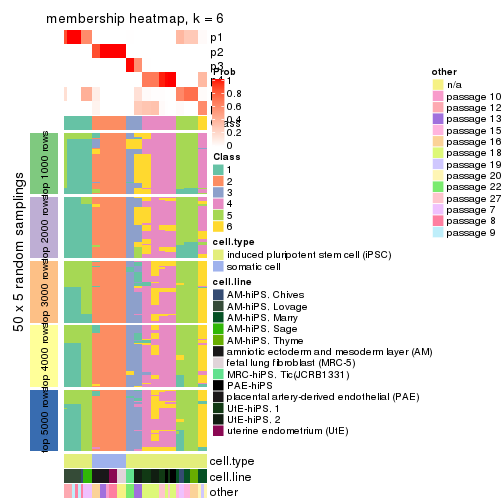 membership heatmap, k = 6
p1
p2
p3
Prob
1
0.8
0.6
0.4
0.2
0
Class
1
2
3
4
5
6
50 x 5 random samplings
top 1000 rows
top 2000 rows
top 3000 rows
top 4000 rows
top 5000 rows
cell.type
induced pluripotent stem cell (iPSC)
somatic cell
cell.line
AM-hiPS. Chives
AM-hiPS. Lovage
AM-hiPS. Marry
AM-hiPS. Sage
AM-hiPS. Thyme
amniotic ectoderm and mesoderm layer (AM)
fetal lung fibroblast (MRC-5)
MRC-hiPS. Tic(JCRB1331)
PAE-hiPS
placental artery-derived endothelial (PAE)
UtE-hiPS. 1
UtE-hiPS. 2
uterine endometrium (UtE)
cell.type
cell.line
other
other
n/a
passage 10
passage 12
passage 13
passage 15
passage 16
passage 18
passage 19
passage 20
passage 22
passage 27
passage 7
passage 8
passage 9